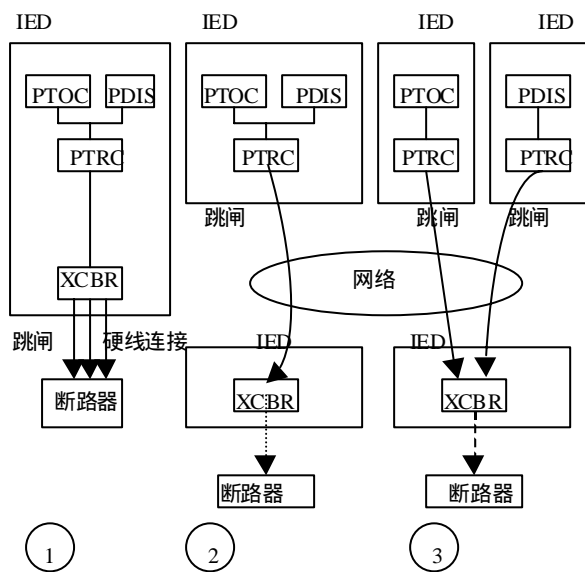 IED IED IED IED
PTOC PDIS PTOC PDIS PTOC PDIS
PTRC PTRC PTRC PTRC
跳闸 跳闸 跳闸
XCBR 网络
跳闸 硬线连接 IED IED
断路器 XCBR XCBR
断路器 断路器
1 2 3